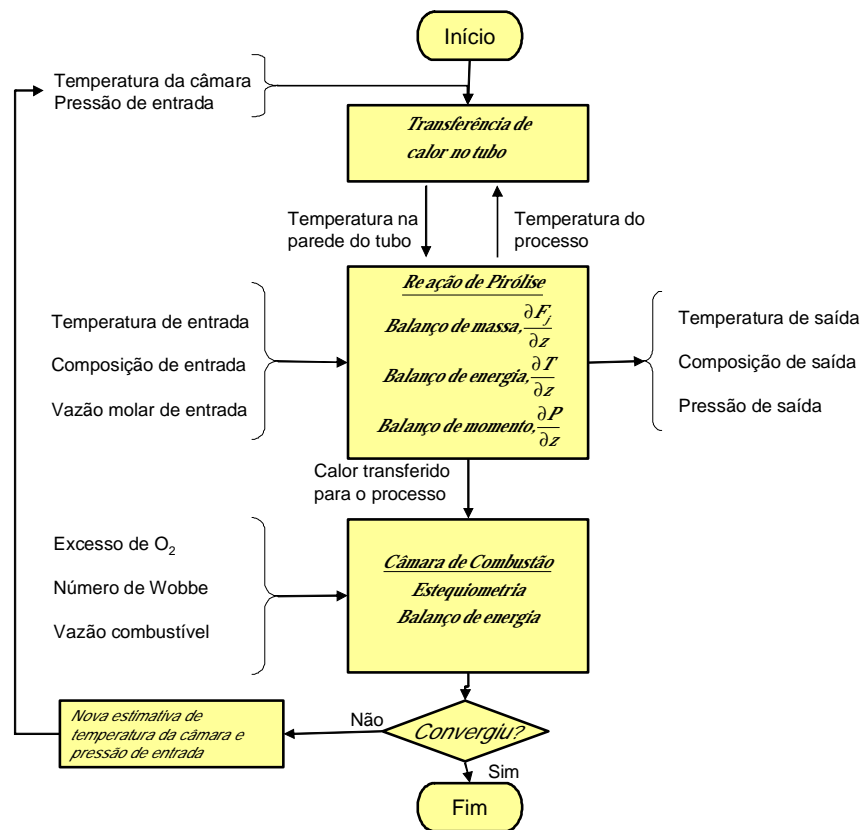 Início
Temperatura da câmara
Pressão de entrada
Transferência de
calor no tubo
Temperatura na
parede do tubo
Temperatura do
processo
Temperatura de entrada
Composição de entrada
Vazão molar de entrada
Re ação de Pirólise
Balanço de massa, ∂F_j/∂z
Balanço de energia, ∂T/∂z
Balanço de momento, ∂P/∂z
Temperatura de saída
Composição de saída
Pressão de saída
Calor transferido
para o processo
Excesso de O₂
Número de Wobbe
Vazão combustível
Câmara de Combustão
Estequiometria
Balanço de energia
Nova estimativa de
temperatura da câmara e
pressão de entrada
Não
Convergiu?
Sim
Fim